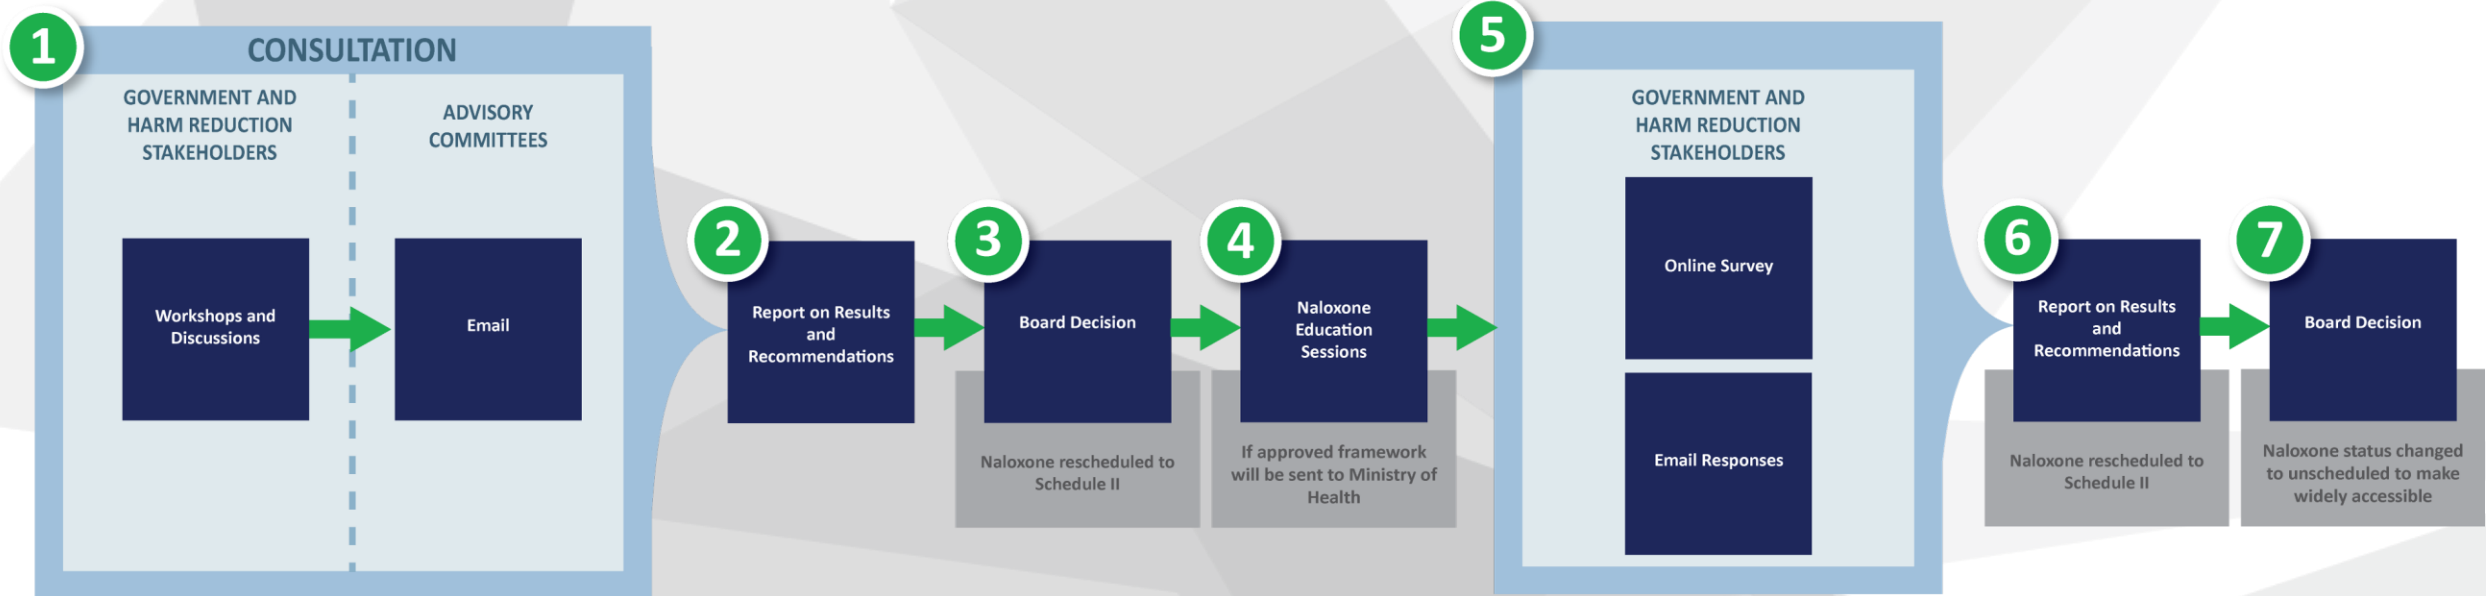 1
CONSULTATION
GOVERNMENT AND
HARM REDUCTION
STAKEHOLDERS
Workshops and
Discussions
ADVISORY
COMMITTEES
Email
2
Report on Results
and
Recommendations
3
Board Decision
Naloxone rescheduled to
Schedule II
4
Naloxone
Education
Sessions
If approved framework
will be sent to Ministry of
Health
5
GOVERNMENT AND
HARM REDUCTION
STAKEHOLDERS
Online Survey
Email Responses
6
Report on Results
and
Recommendations
Naloxone rescheduled to
Schedule II
7
Board Decision
Naloxone status changed
to unscheduled to make
widely accessible